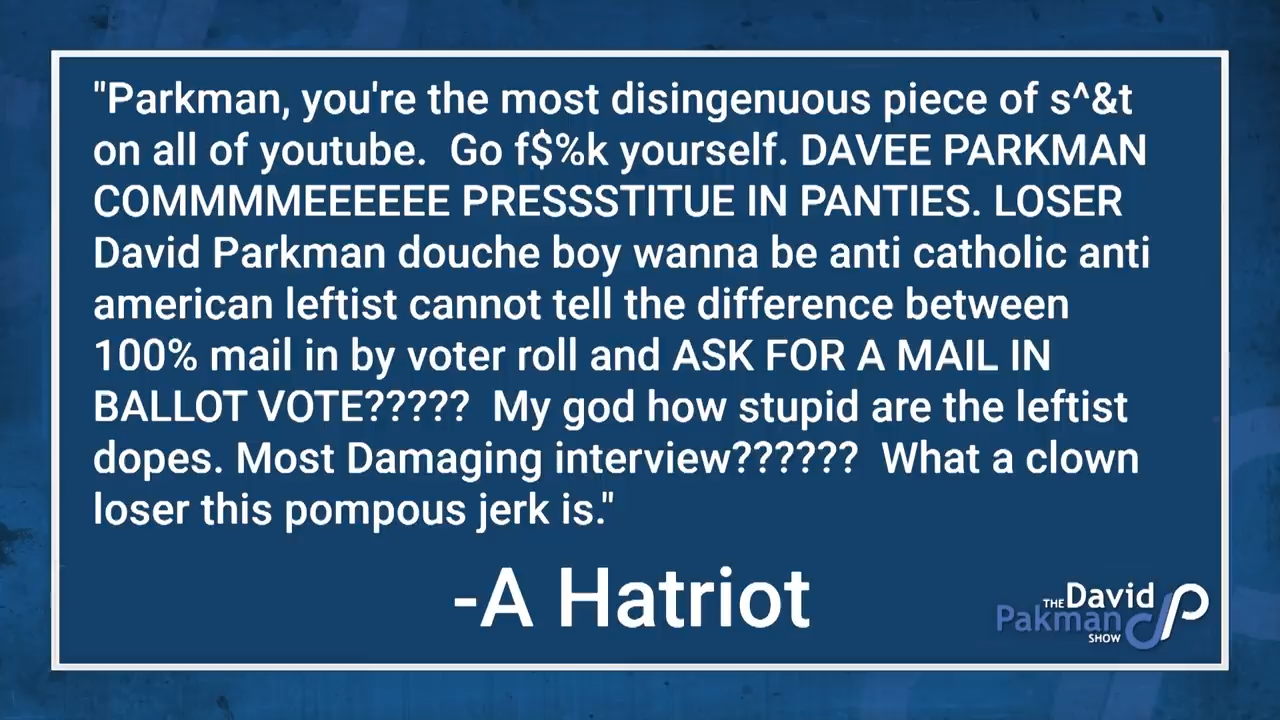 "Parkman, you're the most disingenuous piece of s^&t
on all of youtube.  Go f$%k yourself. DAVEE PARKMAN
COMMMMEEEEEE PRESSSTITUE IN PANTIES. LOSER
David Parkman douche boy wanna be anti catholic anti
american leftist cannot tell the difference between
100% mail in by voter roll and ASK FOR A MAIL IN
BALLOT VOTE?????  My god how stupid are the leftist
dopes. Most Damaging interview??????  What a clown
loser this pompous jerk is."
-A Hatriot
THE David
Pakman
SHOW